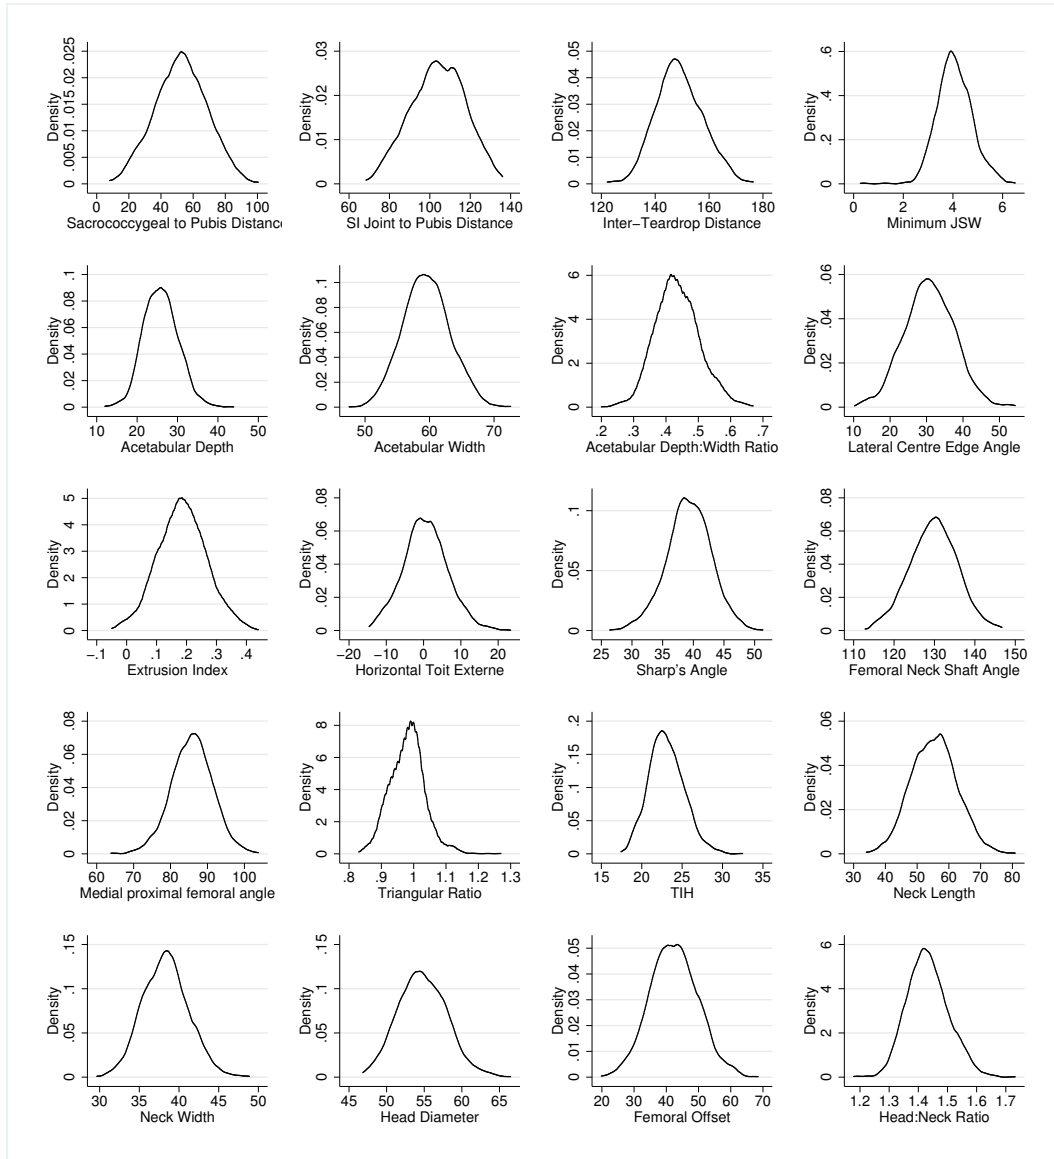 Density
0 .005 .01 .015 .02 .025
0 20 40 60 80 100
Sacrococcygeal to Pubis Distanc
Density
0 .01 .02 .03
60 80 100 120 140
SI Joint to Pubis Distance
Density
0 .01 .02 .03 .04 .05
120 140 160 180
Inter−Teardrop Distance
Density
0 .2 .4 .6
0 2 4 6
Minimum JSW
Density
0 .02 .04 .06 .08 .1
10 20 30 40 50
Acetabular Depth
Density
0 .02 .04 .06 .08 .1
50 60 70
Acetabular Width
Density
0 2 4 6
.2 .3 .4 .5 .6 .7
Acetabular Depth:Width Ratio
Density
0 .02 .04 .06
10 20 30 40 50
Lateral Centre Edge Angle
Density
0 1 2 3 4 5
−.1 0 .1 .2 .3 .4
Extrusion Index
Density
0 .02 .04 .06 .08
−20 −10 0 10 20
Horizontal Toit Externe
Density
0 .05 .1
25 30 35 40 45 50
Sharp's Angle
Density
0 .02 .04 .06 .08
110 120 130 140 150
Femoral Neck Shaft Angle
Density
0 .02 .04 .06 .08
60 70 80 90 100
Medial proximal femoral angle
Density
0 2 4 6 8
.8 .9 1 1.1 1.2 1.3
Triangular Ratio
Density
0 .05 .1 .15 .2
15 20 25 30 35
TIH
Density
0 .02 .04 .06
30 40 50 60 70 80
Neck Length
Density
0 .05 .1 .15
30 35 40 45 50
Neck Width
Density
0 .05 .1 .15
45 50 55 60 65
Head Diameter
Density
0 .01 .02 .03 .04 .05
20 30 40 50 60 70
Femoral Offset
Density
0 2 4 6
1.2 1.3 1.4 1.5 1.6 1.7
Head:Neck Ratio